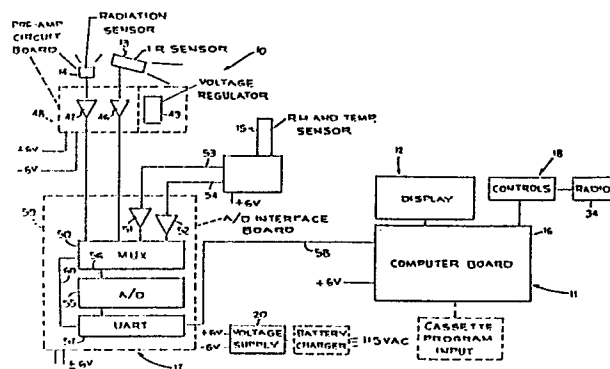 PRE-AMP
CIRCUIT
BOARD
RADIATION
SENSOR
14
13
I R SENSOR
10
VOLTAGE
REGULATOR
48
47
46
49
+6V
-6V
15
RH AND TEMP.
SENSOR
53
54
+6V
59
51
52
A/D INTERFACE
BOARD
50
MUX
60
55
A/D
UART
57
±6V
17
58
12
DISPLAY
18
CONTROLS
RADIO
34
16
COMPUTER BOARD
+6V
11
+6V
-6V
20
VOLTAGE
SUPPLY
BATTERY
CHARGER
115VAC
CASSETTE
PROGRAM
INPUT